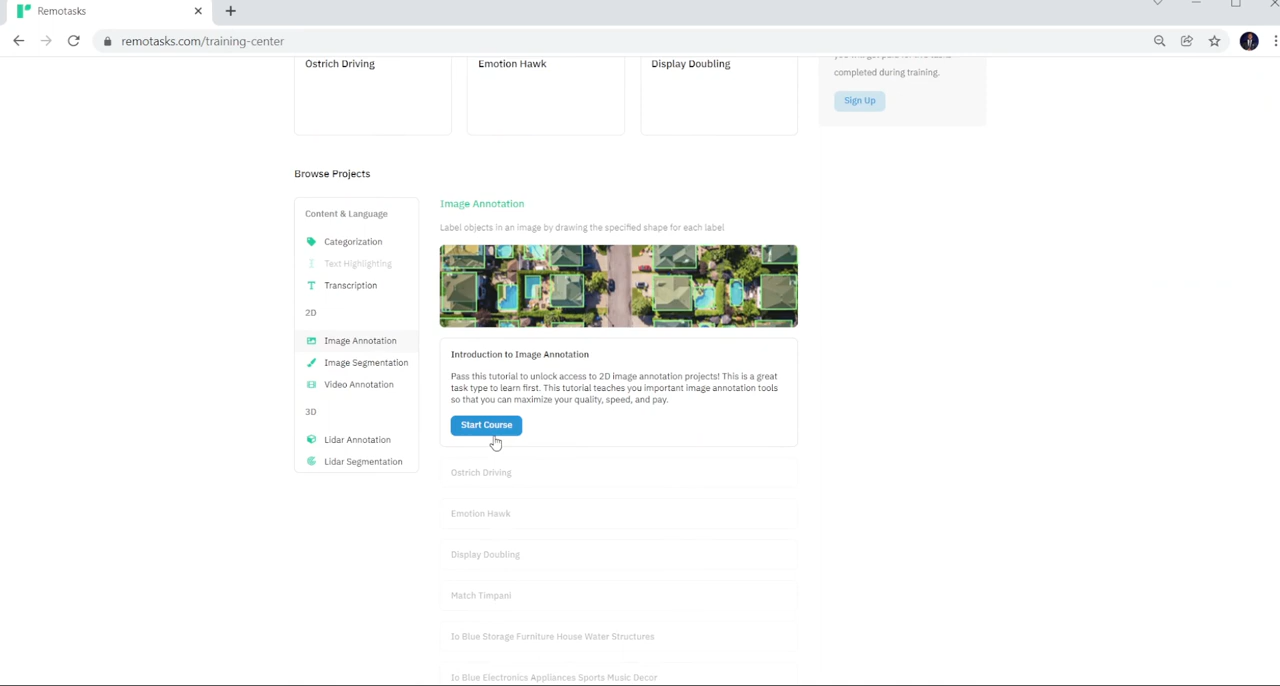 Remotasks
remotasks.com/training-center
Ostrich Driving
Emotion Hawk
Display Doubling
completed during training.
Sign Up
Browse Projects
Content & Language
Categorization
Text Highlighting
Transcription
2D
Image Annotation
Image Segmentation
Video Annotation
3D
Lidar Annotation
Lidar Segmentation
Image Annotation
Label objects in an image by drawing the specified shape for each label
Introduction to Image Annotation
Pass this tutorial to unlock access to 2D image annotation projects! This is a great
task type to learn first. This tutorial teaches you important image annotation tools
so that you can maximize your quality, speed, and pay.
Start Course
Ostrich Driving
Emotion Hawk
Display Doubling
Match Timpani
Io Blue Storage Furniture House Water Structures
Io Blue Electronics Appliances Sports Music Decor